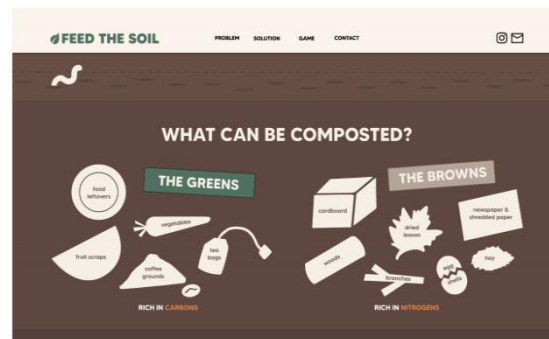 FEED THE SOIL
PROBLEM SOLUTION GAME CONTACT
WHAT CAN BE COMPOSTED?
THE GREENS
food
leftovers
vegetables
fruit scraps
coffee
grounds
tea
bags
RICH IN CARBONS
THE BROWNS
cardboard
dried
leaves
newspaper &
shredded paper
woods
branches
egg
shells
hay
RICH IN NITROGENS